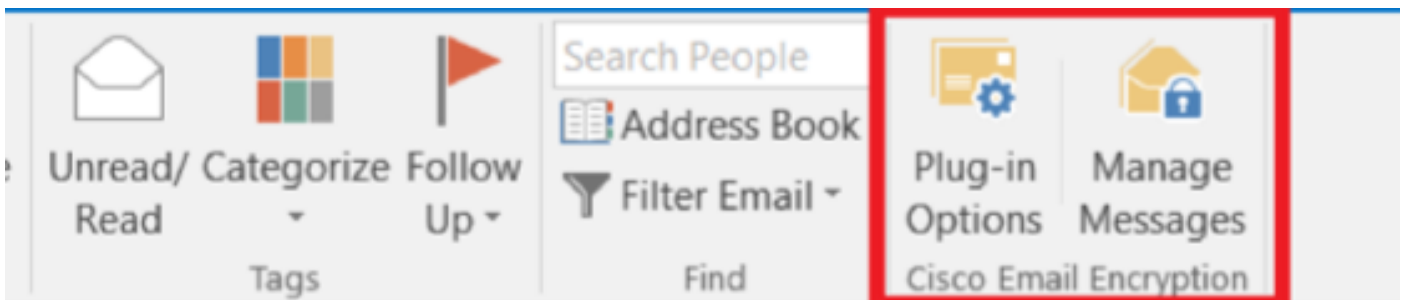 Unread/
Read
Categorize
Follow
Up
Tags
Search People
Address Book
Filter Email
Find
Plug-in
Options
Manage
Messages
Cisco Email Encryption